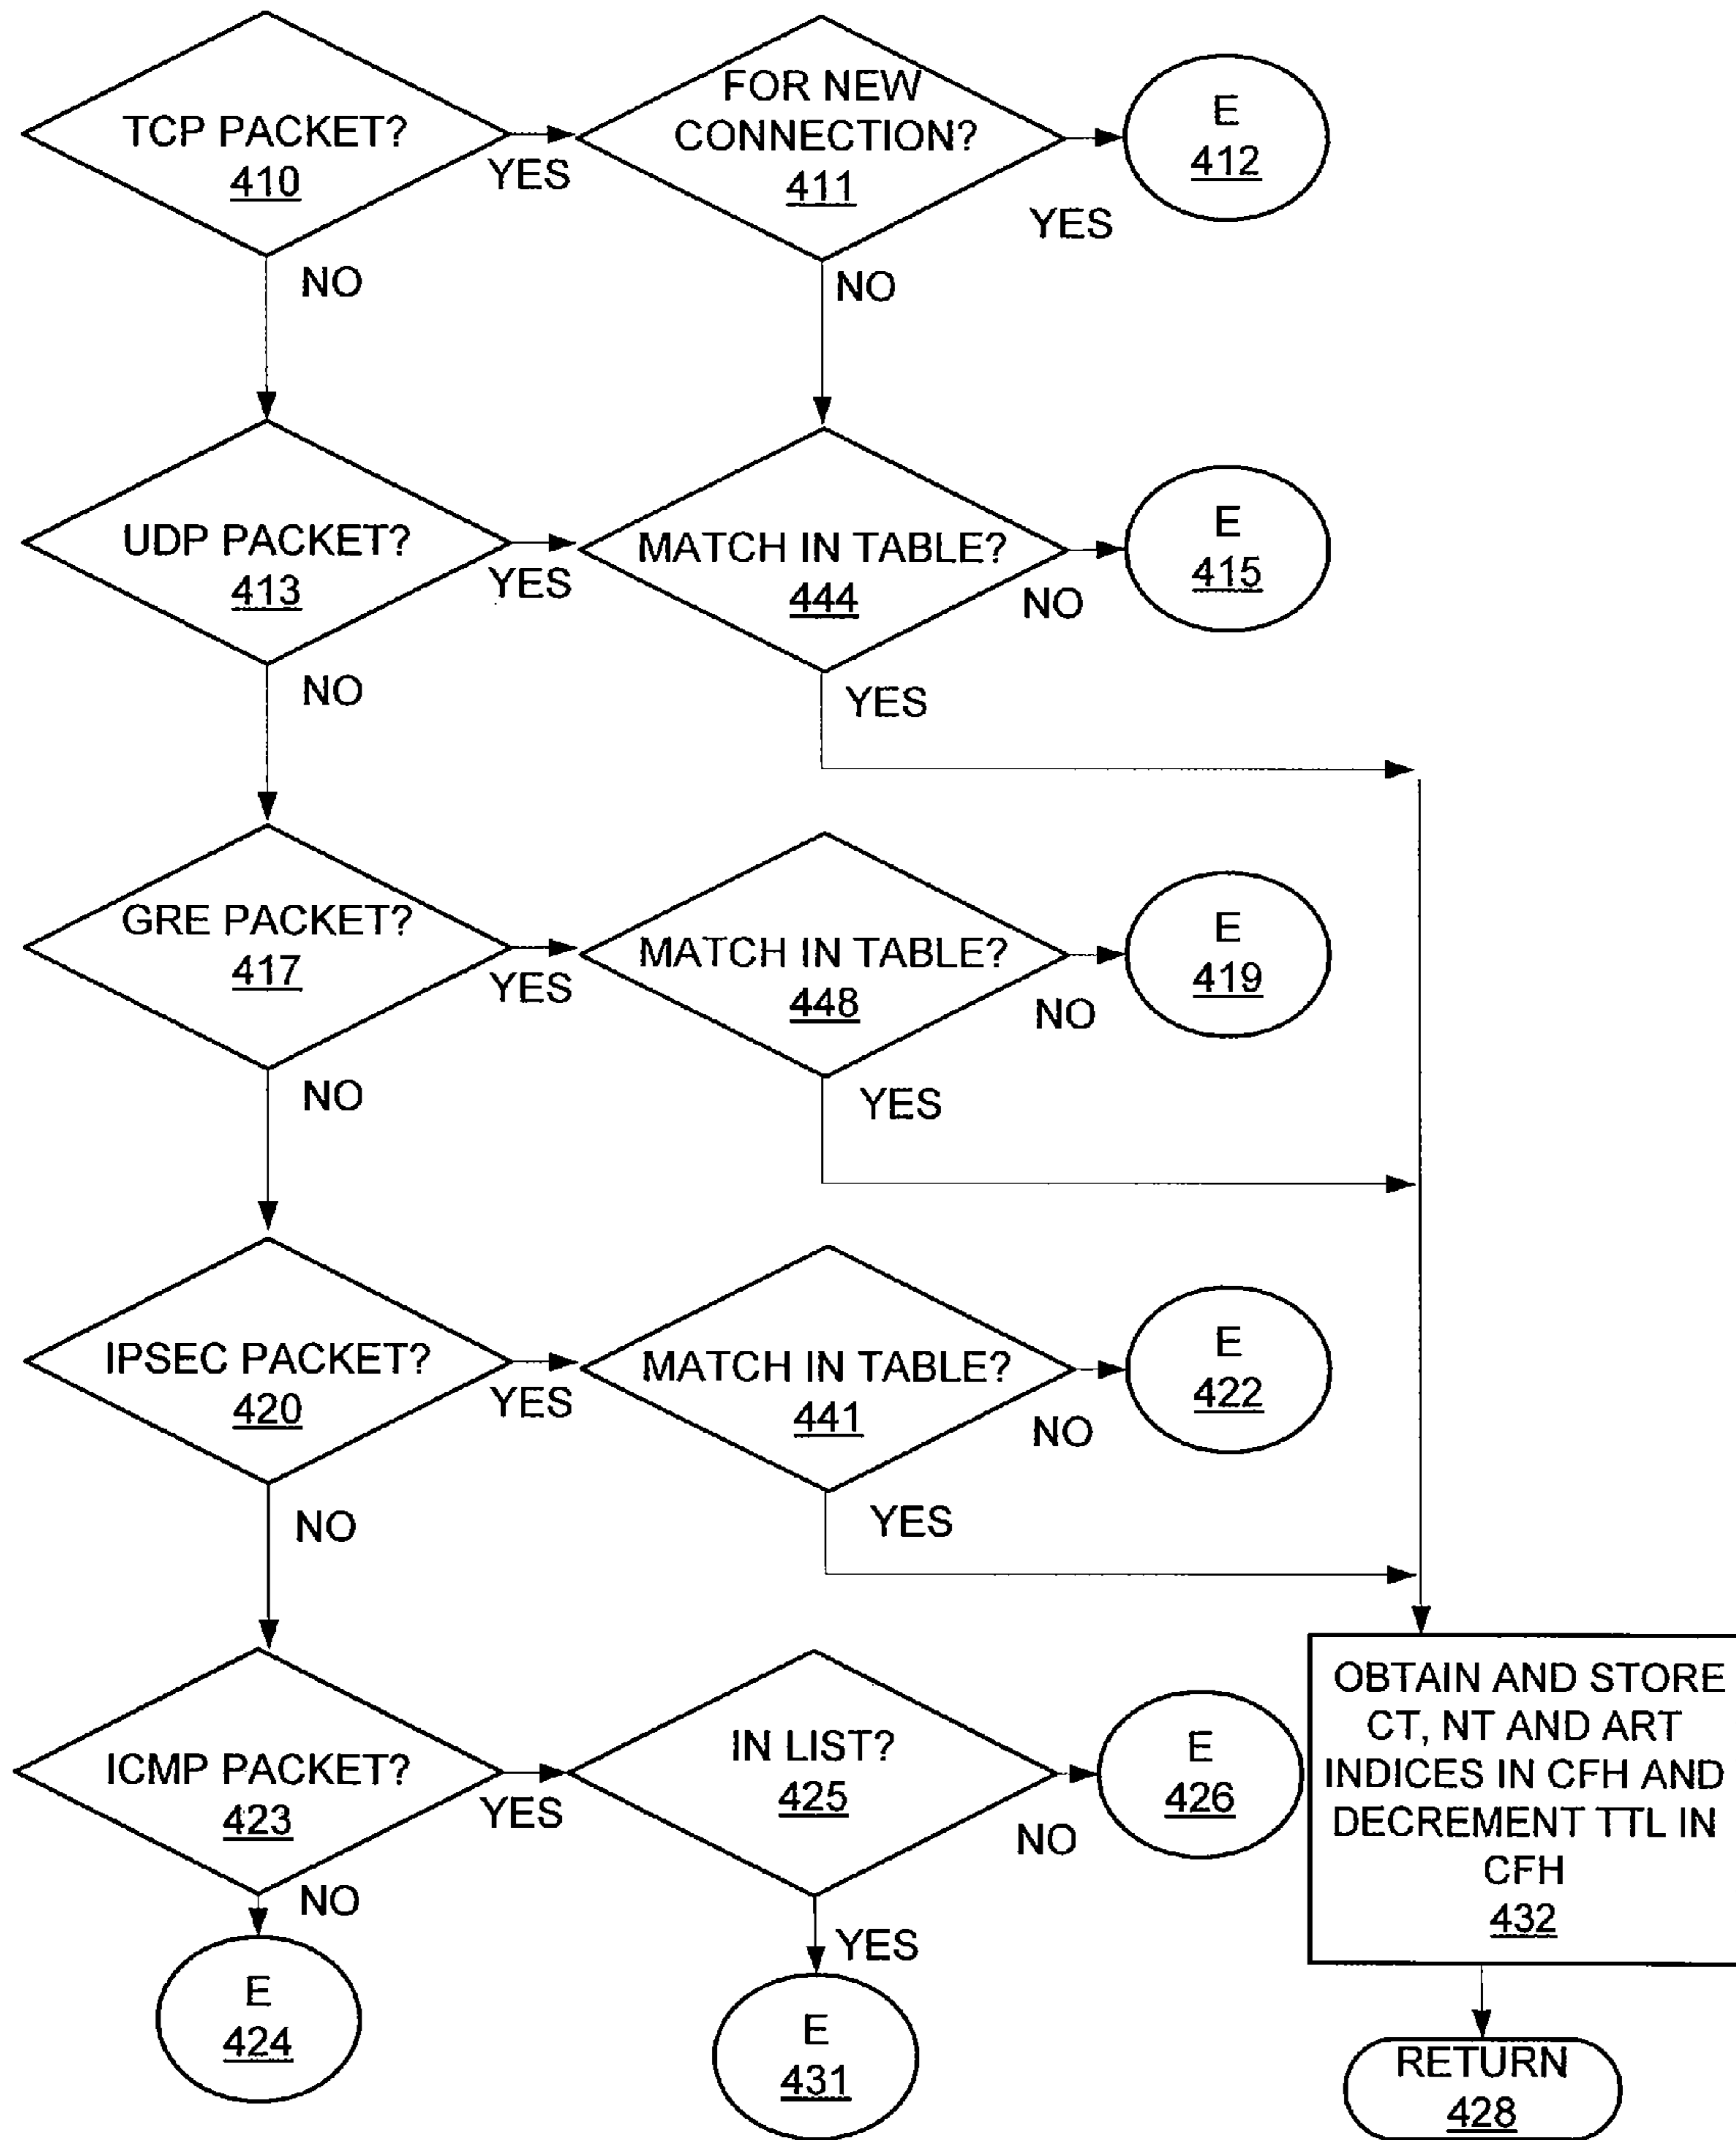 TCP PACKET?
410
YES
NO
FOR NEW
CONNECTION?
411
YES
NO
E
412
UDP PACKET?
413
YES
NO
MATCH IN TABLE?
444
NO
YES
E
415
GRE PACKET?
417
YES
NO
MATCH IN TABLE?
448
NO
YES
E
419
IPSEC PACKET?
420
YES
NO
MATCH IN TABLE?
441
NO
YES
E
422
ICMP PACKET?
423
YES
NO
IN LIST?
425
NO
YES
E
426
E
424
E
431
OBTAIN AND STORE
CT, NT AND ART
INDICES IN CFH AND
DECREMENT TTL IN
CFH
432
RETURN
428